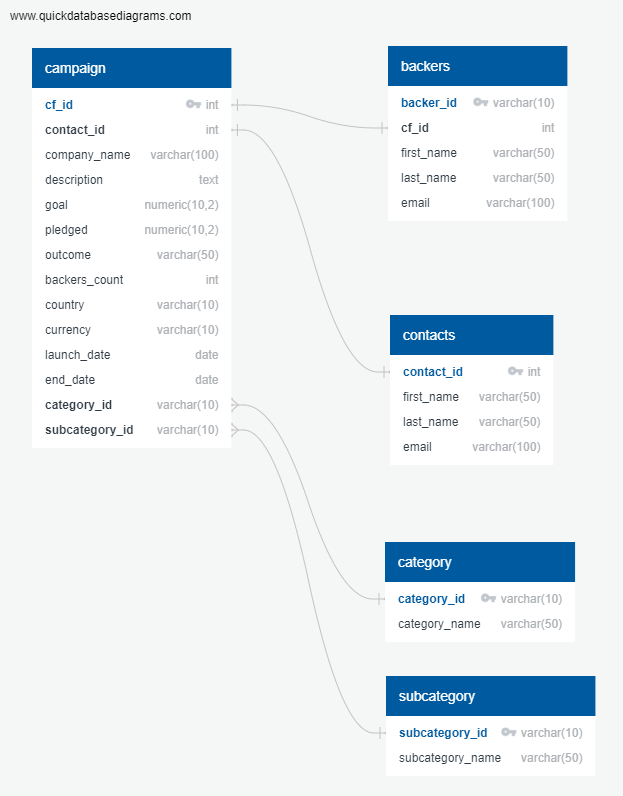 www.quickdatabasediagrams.com
campaign
cf_id int
contact_id int
company_name varchar(100)
description text
goal numeric(10,2)
pledged numeric(10,2)
outcome varchar(50)
backers_count int
country varchar(10)
currency varchar(10)
launch_date date
end_date date
category_id varchar(10)
subcategory_id varchar(10)
backers
backer_id varchar(10)
cf_id int
first_name varchar(50)
last_name varchar(50)
email varchar(100)
contacts
contact_id int
first_name varchar(50)
last_name varchar(50)
email varchar(100)
category
category_id varchar(10)
category_name varchar(50)
subcategory
subcategory_id varchar(10)
subcategory_name varchar(50)